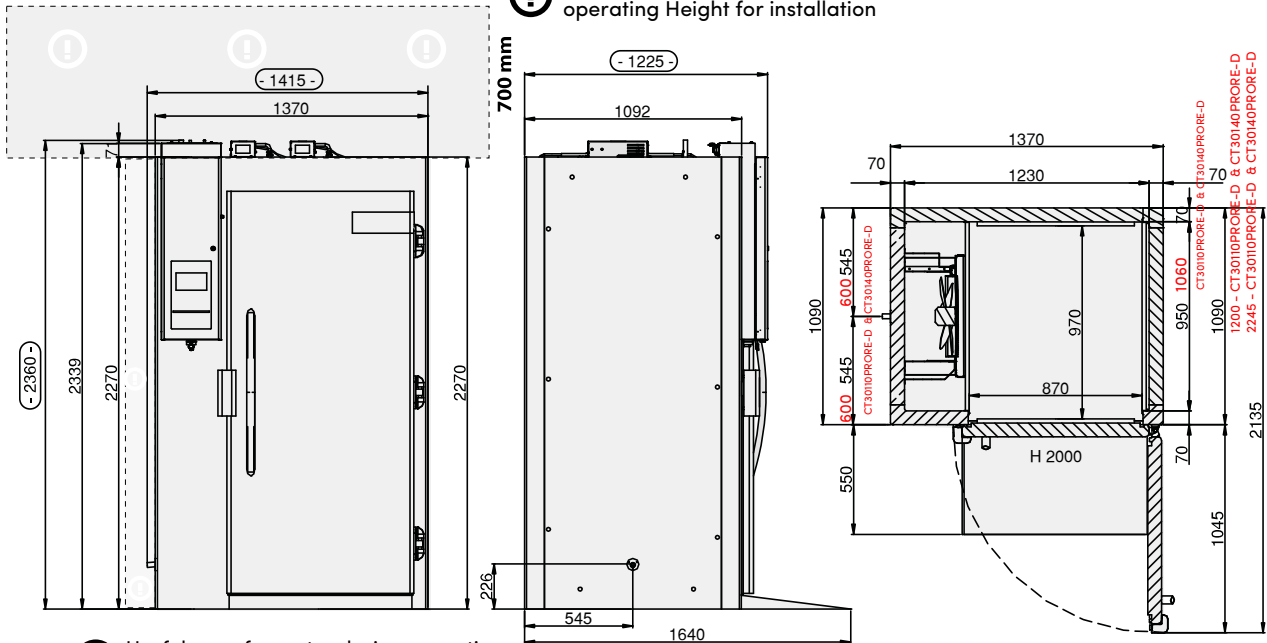 operating Height for installation
700 mm
- 1415 -
1370
71
- 2360 -
2339
2270
2270
- 1225 -
1092
226
545
1640
1370
70
1230
70
70
1090
545
600
545
600
CT30110PRORE-D & CT30140PRORE-D
550
970
870
H 2000
950
1060
CT30110PRORE-D & CT30140PRORE-D
1090
1200 - CT30110PRORE-D & CT30140PRORE-D
2245 - CT30110PRORE-D & CT30140PRORE-D
70
1045
2135